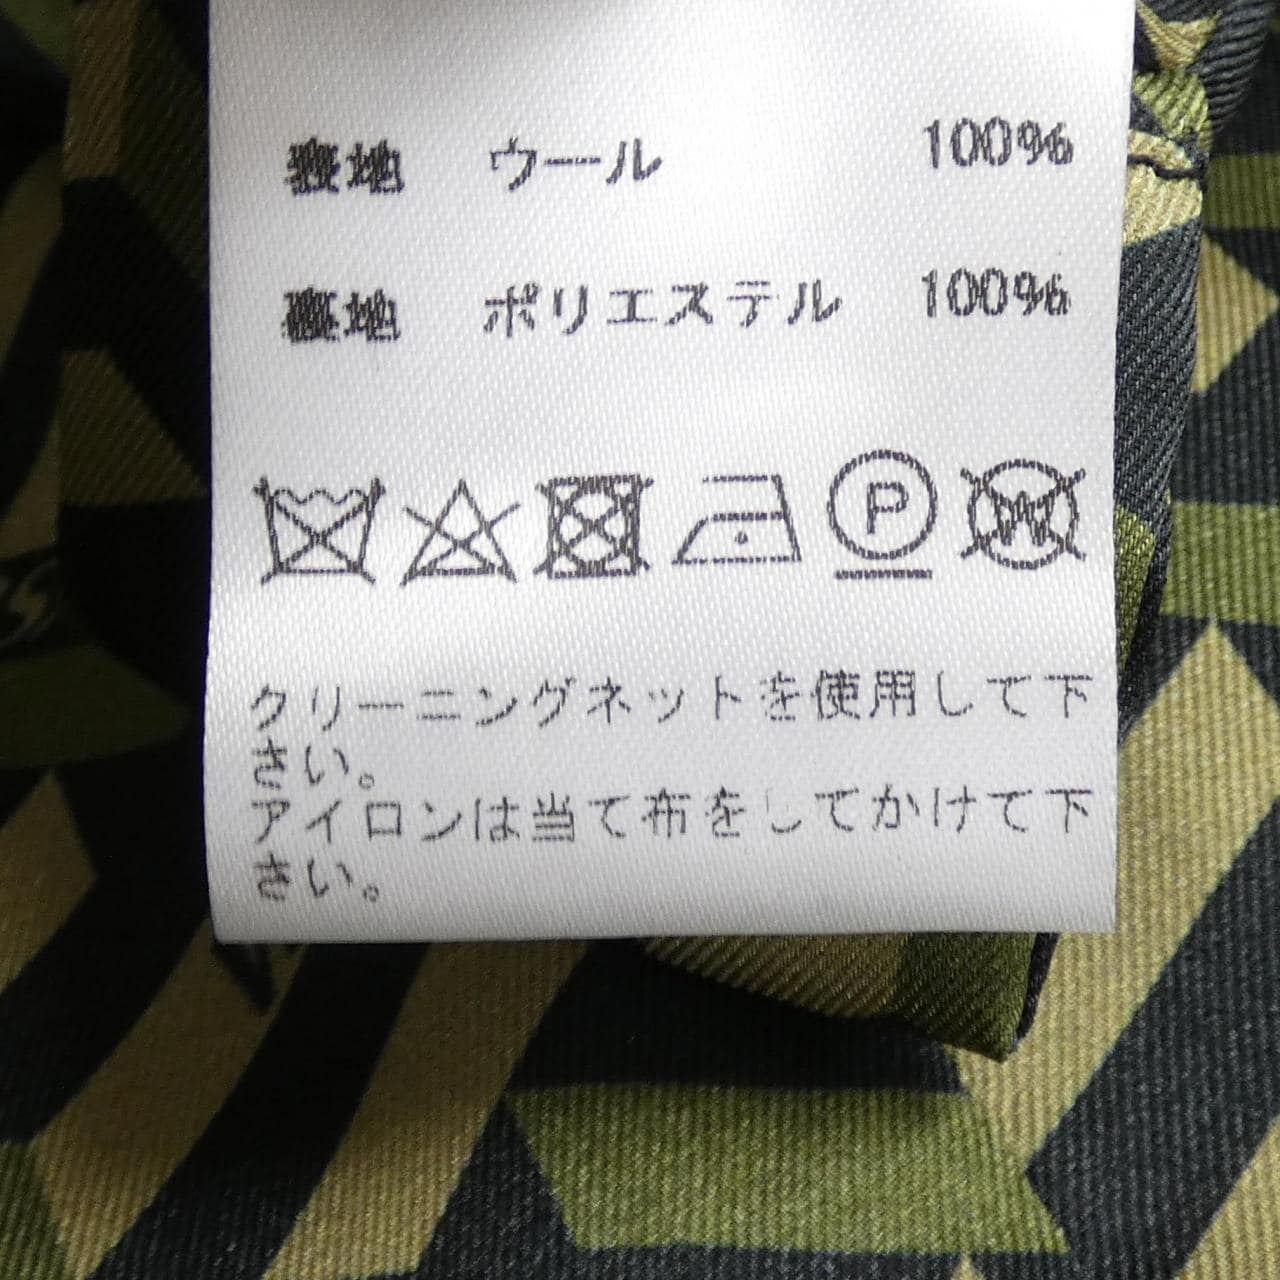 表地 ウール 100%
裏地 ポリエステル 100%
P W
クリーニングネットを使用して下
さい。
アイロンは当て布をしてかけて下
さい。